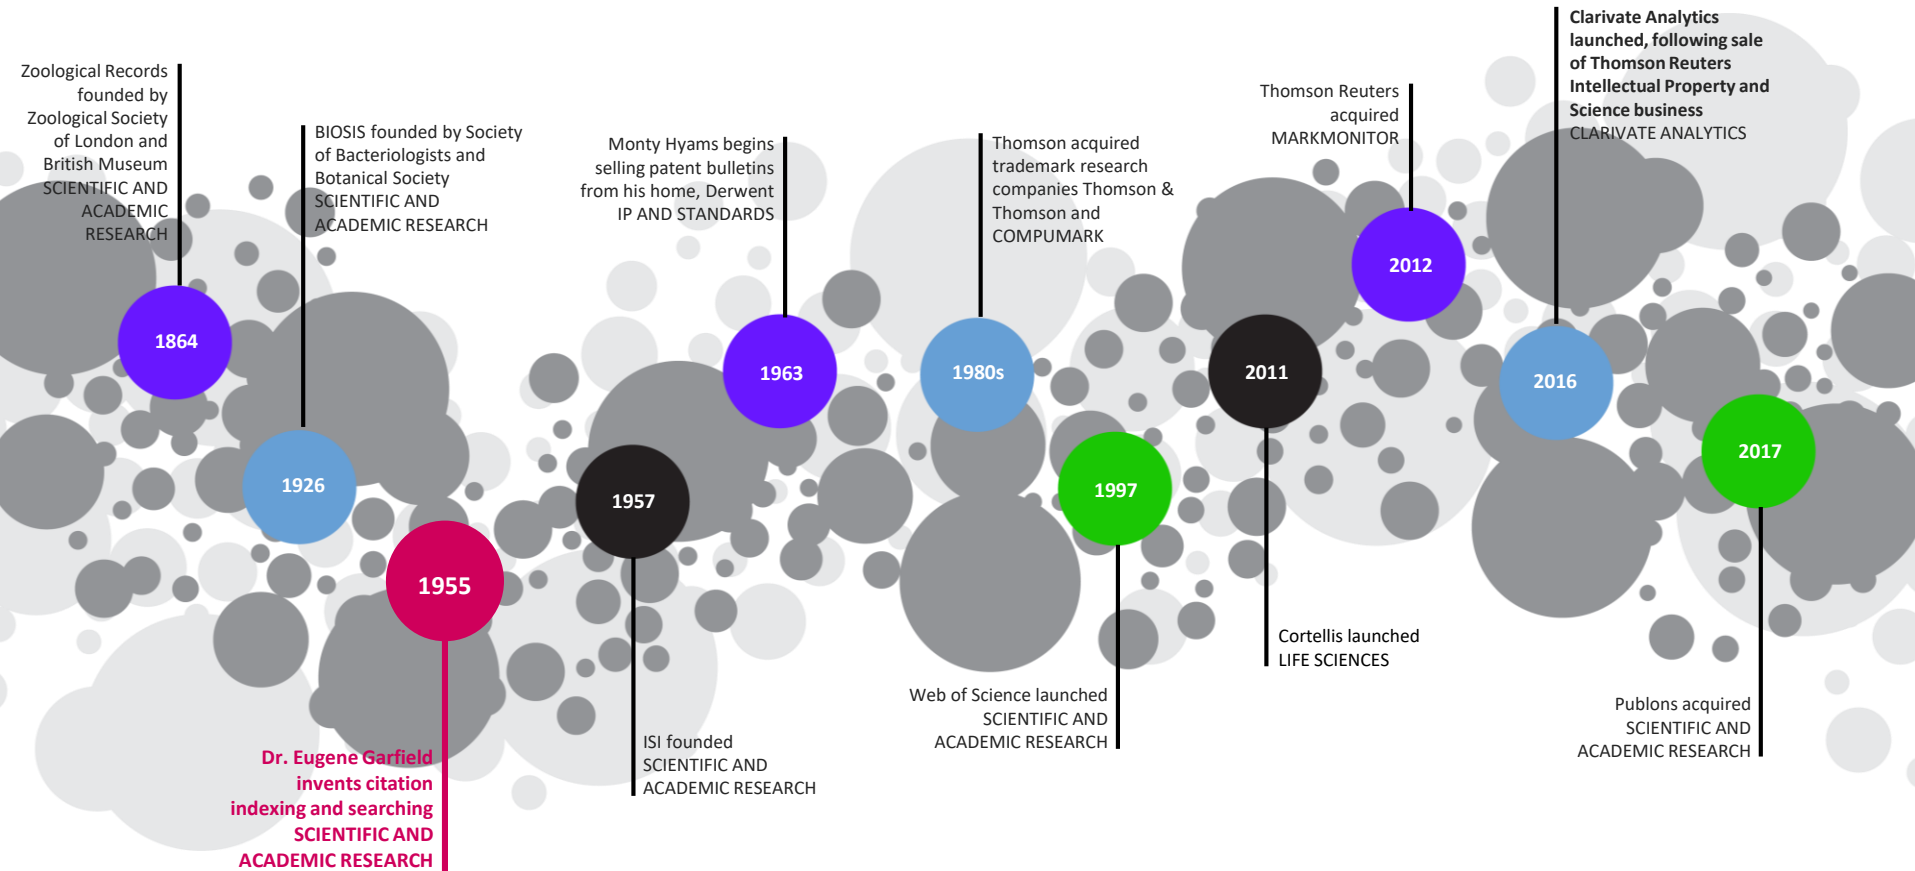 Zoological Records
founded by
Zoological Society
of London and
British Museum
SCIENTIFIC AND
ACADEMIC
RESEARCH
1864
BIOSIS founded by Society
of Bacteriologists and
Botanical Society
SCIENTIFIC AND
ACADEMIC RESEARCH
1926
1955
Dr. Eugene Garfield
invents citation
indexing and searching
SCIENTIFIC AND
ACADEMIC RESEARCH
1957
ISI founded
SCIENTIFIC AND
ACADEMIC RESEARCH
Monty Hyams begins
selling patent bulletins
from his home, Derwent
IP AND STANDARDS
1963
Thomson acquired
trademark research
companies Thomson &
Thomson and
COMPUMARK
1980s
1997
Web of Science launched
SCIENTIFIC AND
ACADEMIC RESEARCH
2011
Cortellis launched
LIFE SCIENCES
Thomson Reuters
acquired
MARKMONITOR
2012
Clarivate Analytics
launched, following sale
of Thomson Reuters
Intellectual Property and
Science business
CLARIVATE ANALYTICS
2016
2017
Publons acquired
SCIENTIFIC AND
ACADEMIC RESEARCH